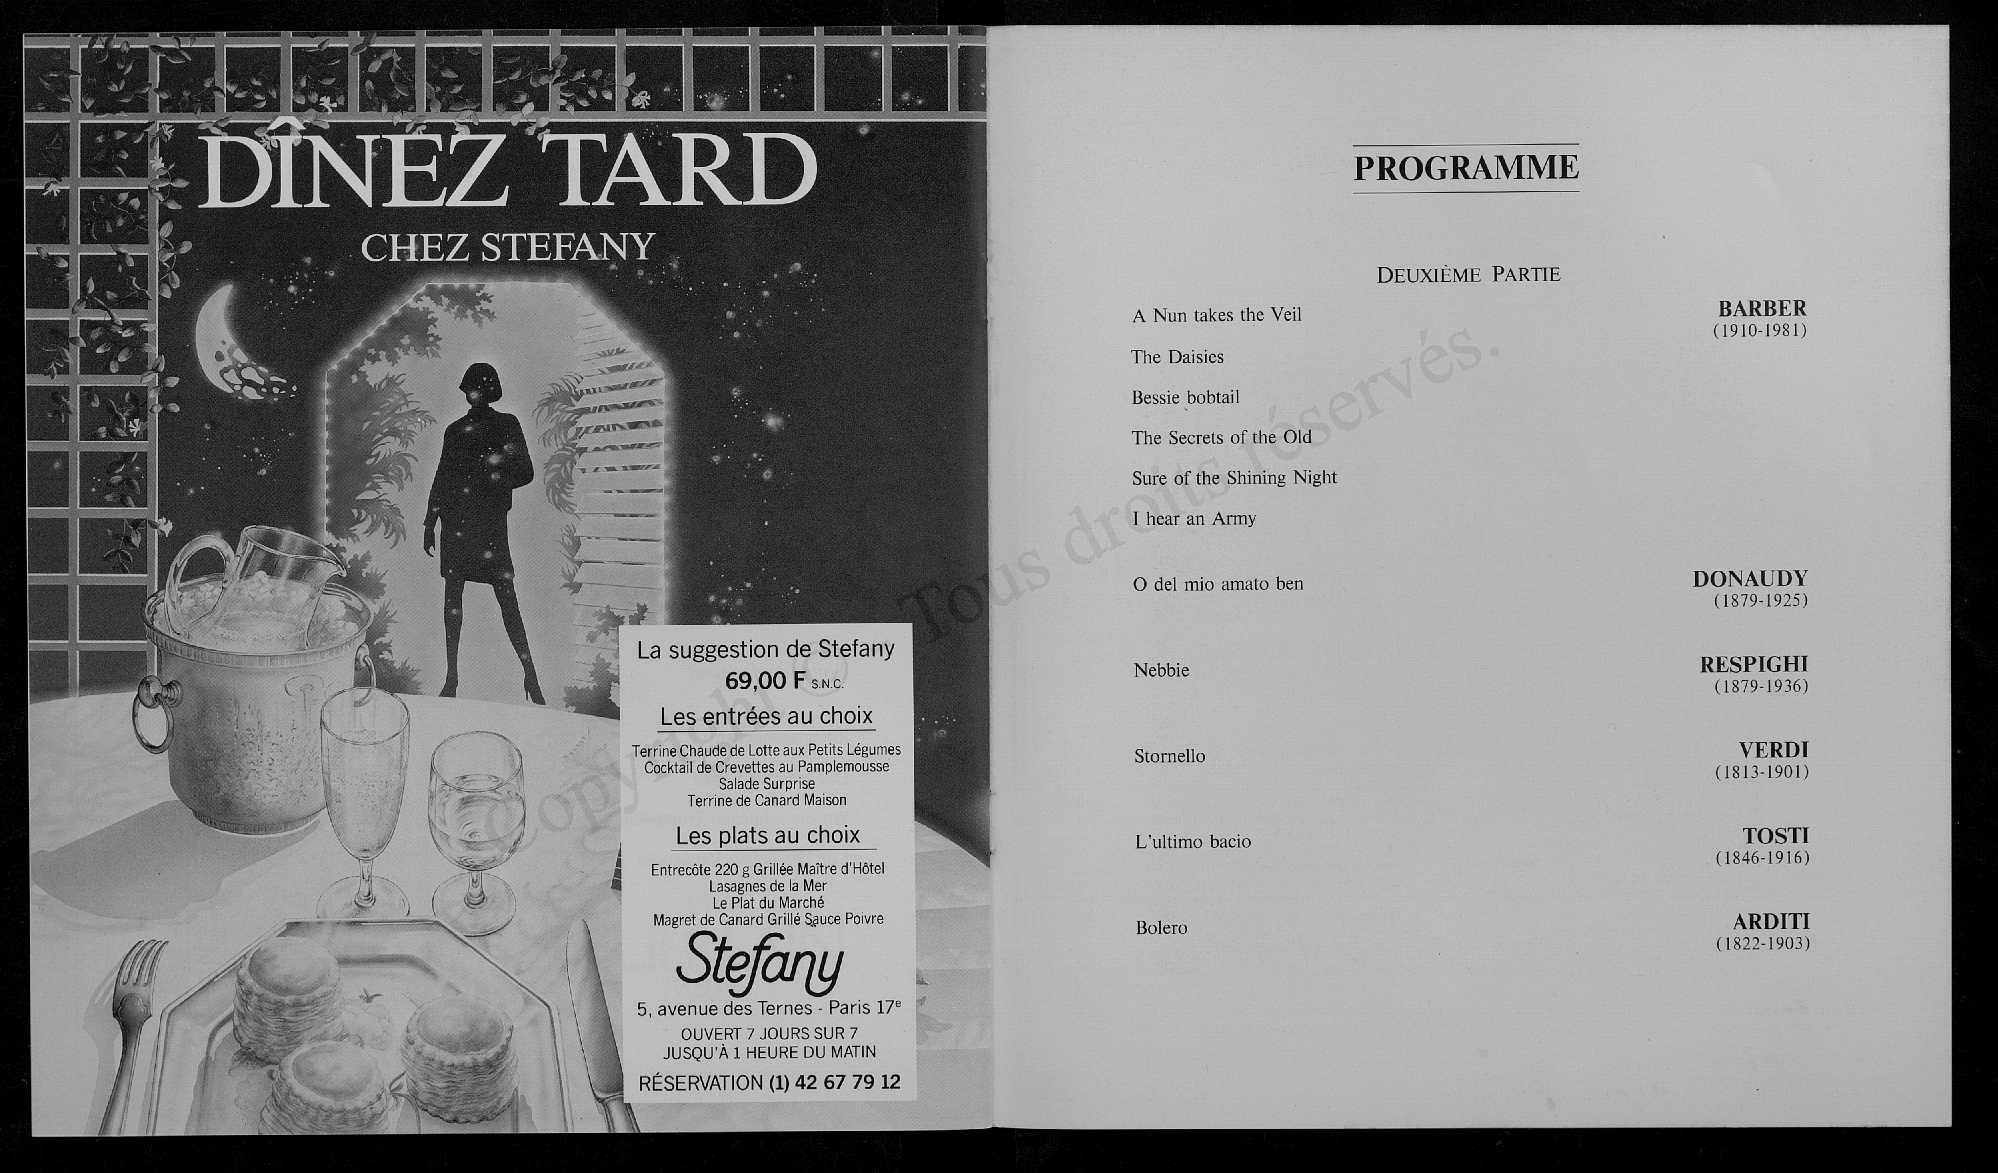 DÎNEZ TARD
CHEZ STEFANY
La suggestion de Stefany
69,00 F S.N.C.
Les entrées au choix
Terrine Chaude de Lotte aux Petits Légumes
Cocktail de Crevettes au Pamplemousse
Salade Surprise
Terrine de Canard Maison
Les plats au choix
Entrecôte 220 g Grillée Maître d'Hôtel
Lasagnes de la Mer
Le Plat du Marché
Magret de Canard Grillé Sauce Poivre
Stefany
5, avenue des Ternes - Paris 17e
OUVERT 7 JOURS SUR 7
JUSQU'À 1 HEURE DU MATIN
RÉSERVATION (1) 42 67 79 12
PROGRAMME
DEUXIÈME PARTIE
A Nun takes the Veil BARBER
(1910-1981)
The Daisies
Bessie bobtail
The Secrets of the Old
Sure of the Shining Night
I hear an Army
O del mio amato ben DONAUDY
(1879-1925)
Nebbie RESPIGHI
(1879-1936)
Stornello VERDI
(1813-1901)
L'ultimo bacio TOSTI
(1846-1916)
Bolero ARDITI
(1822-1903)
Copyright © - Tous droits réservés.